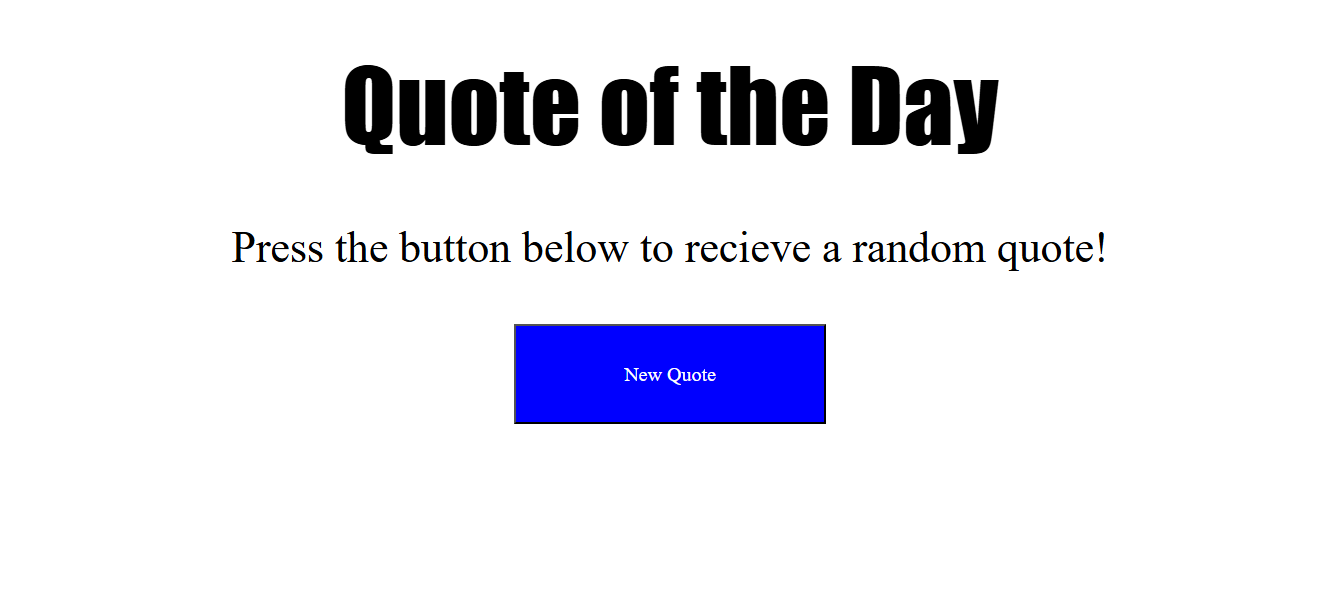 Quote of the Day
Press the button below to recieve a random quote!
New Quote